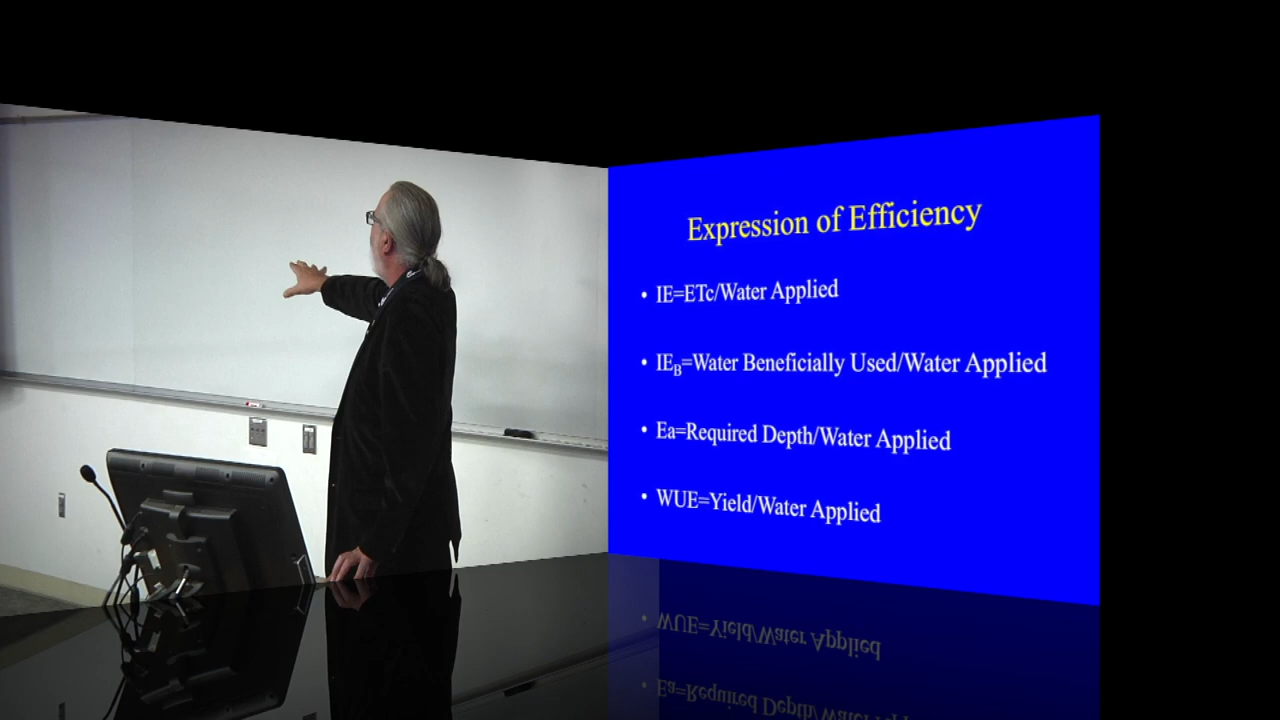 Expression of Efficiency
• IE=ETc/Water Applied
• IE_B=Water Beneficially Used/Water Applied
• Ea=Required Depth/Water Applied
• WUE=Yield/Water Applied